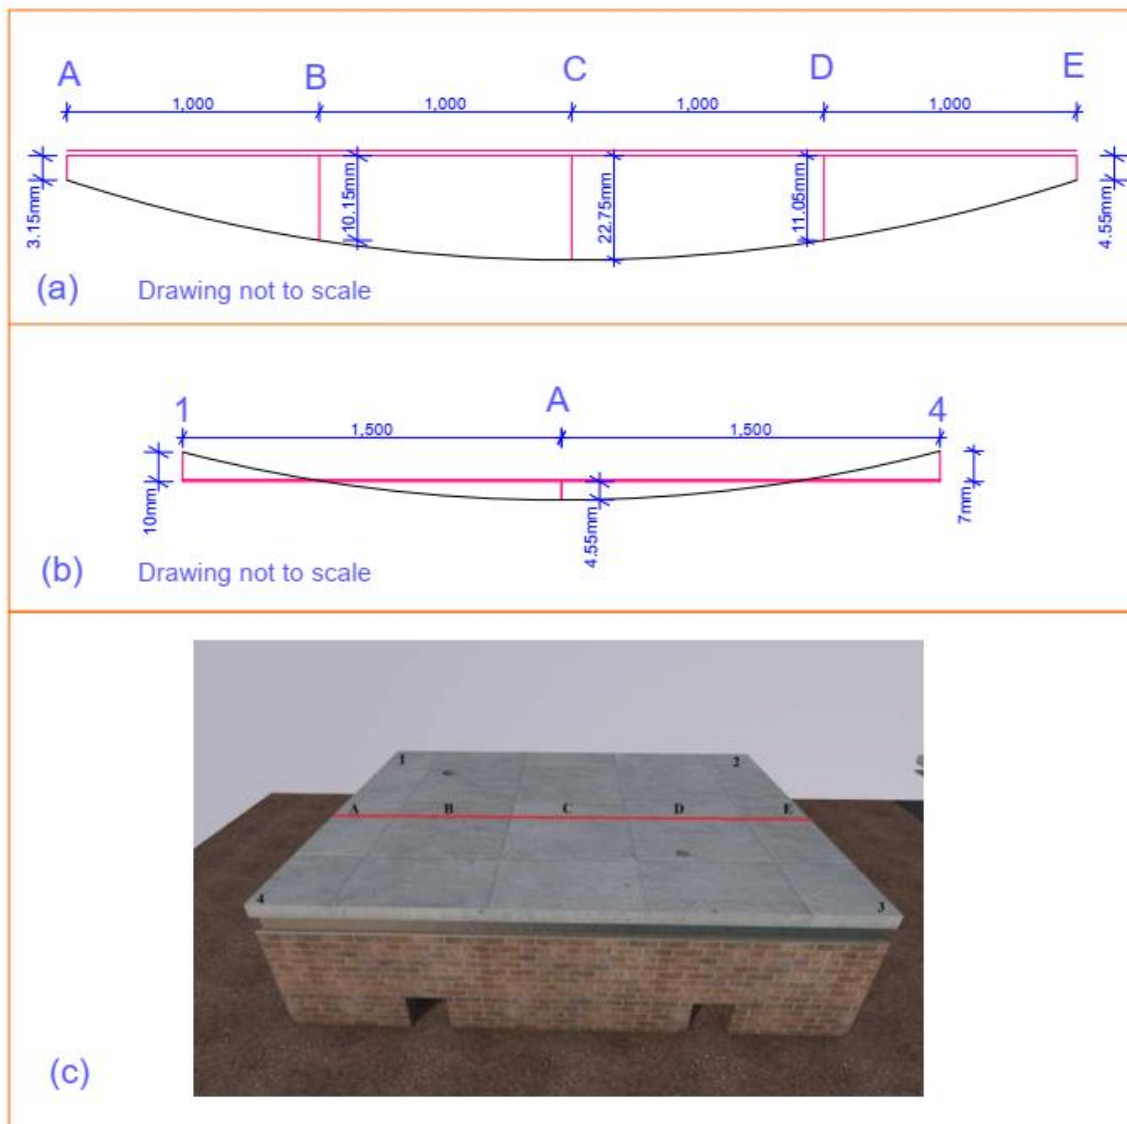 A B C D E
1,000 1,000 1,000 1,000
3.15mm 10.15mm 22.75mm 11.05mm 4.55mm
(a) Drawing not to scale
1 A 4
1,500 1,500
10mm 4.55mm 7mm
(b) Drawing not to scale
1 2
A B C D E
4 3
(c)